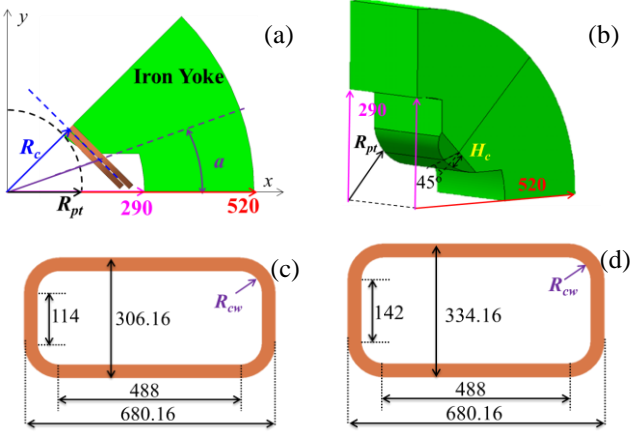 y
(a)
Iron Yoke
R_c
a
x
R_pt
290
520
(b)
290
R_pt
H_c
45°
520
(c)
R_cw
114
306.16
488
680.16
(d)
R_cw
142
334.16
488
680.16